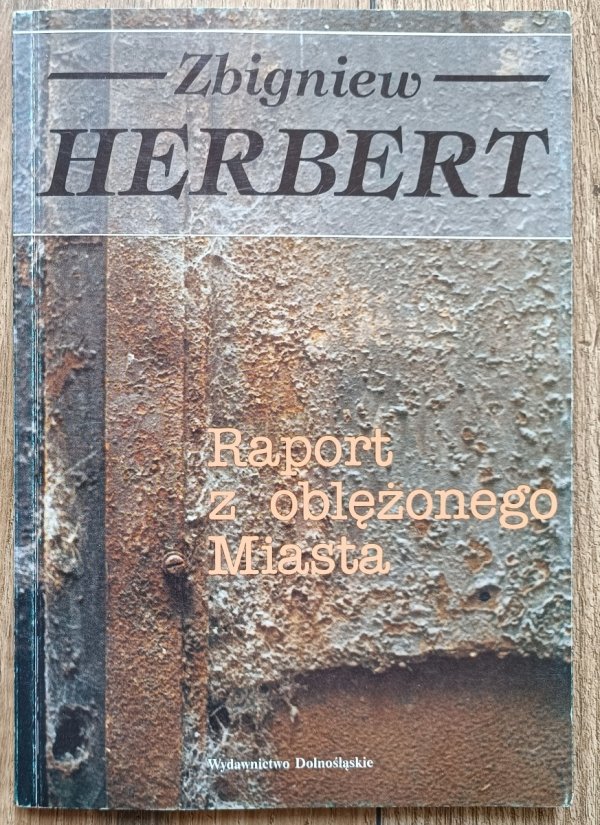 Zbigniew
HERBERT
Raport
z oblężonego
Miasta
Wydawnictwo Dolnośląskie